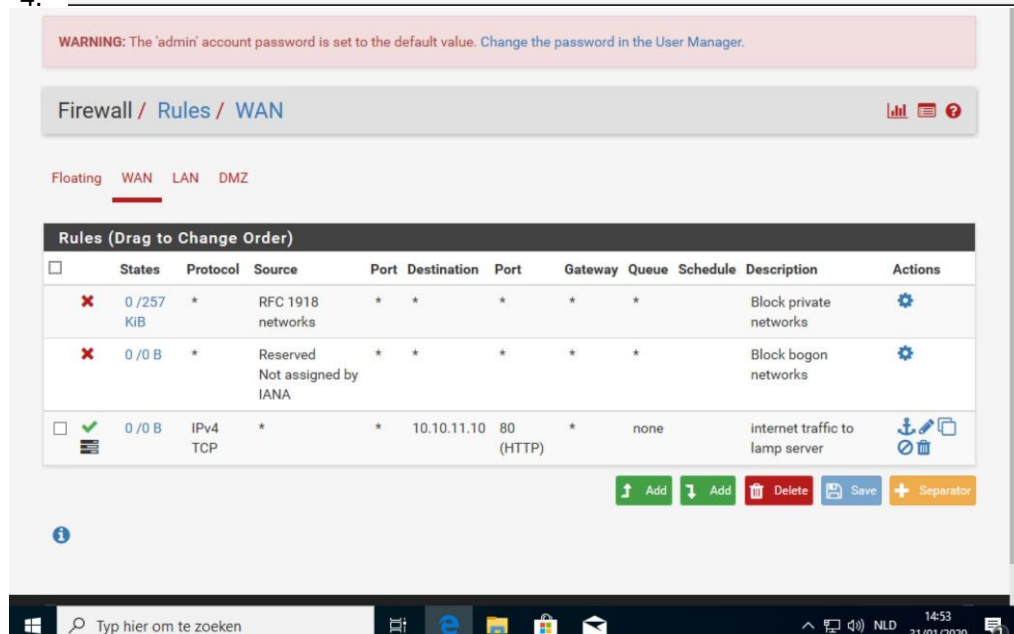 4.
WARNING: The 'admin' account password is set to the default value. Change the password in the User Manager.
Firewall / Rules / WAN
Floating WAN LAN DMZ
Rules (Drag to Change Order)
States Protocol Source Port Destination Port Gateway Queue Schedule Description Actions
0 /257 KiB * RFC 1918 networks * * * * * Block private networks
0 /0 B * Reserved Not assigned by IANA * * * * * Block bogon networks
0 /0 B IPv4 TCP * * 10.10.11.10 80 (HTTP) * none internet traffic to lamp server
Add Add Delete Save Separator
Typ hier om te zoeken NLD 14:53
31/01/2020